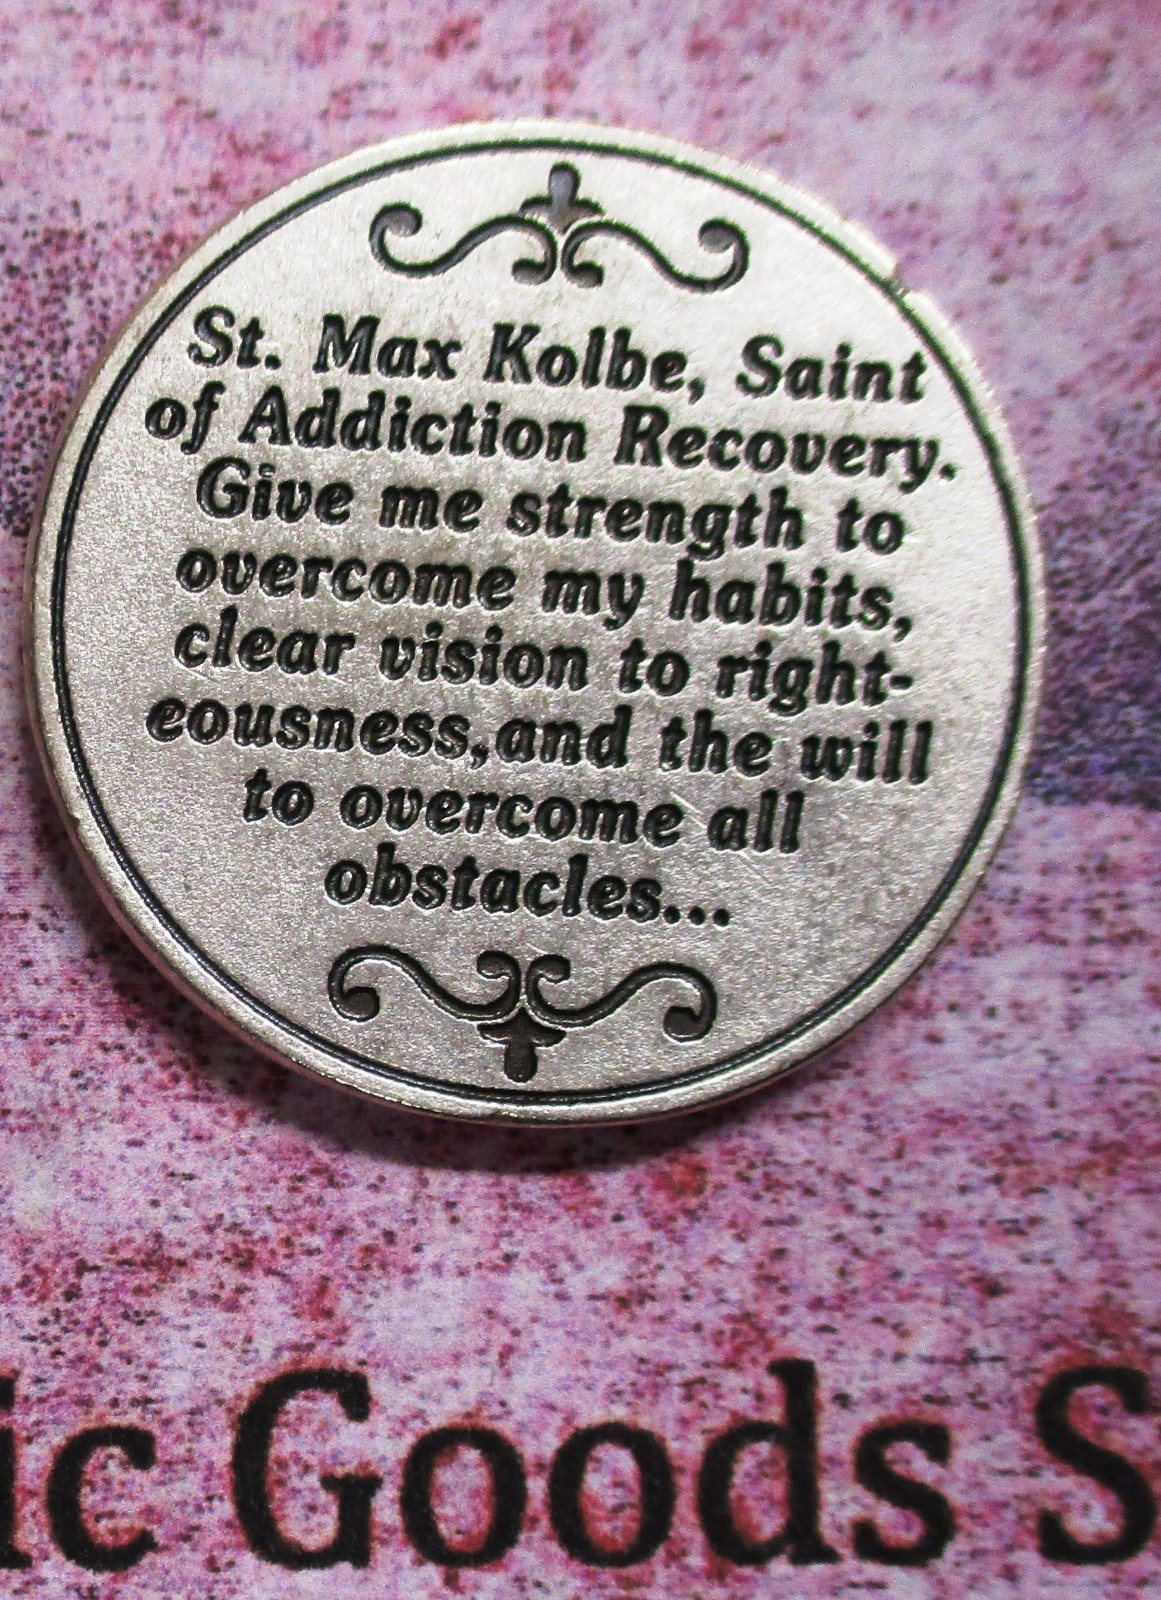 St. Max Kolbe, Saint
of Addiction Recovery.
Give me strength to
overcome my habits,
clear vision to right-
eousness,and the will
to overcome all
obstacles...
ic Goods S